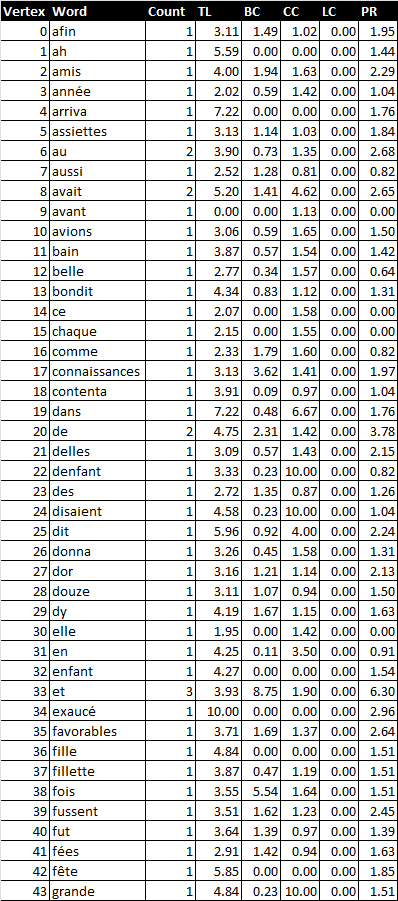 Vertex Word Count TL BC CC LC PR
0 afin 1 3.11 1.49 1.02 0.00 1.95
1 ah 1 5.59 0.00 0.00 0.00 1.44
2 amis 1 4.00 1.94 1.63 0.00 2.29
3 année 1 2.02 0.59 1.42 0.00 1.04
4 arriva 1 7.22 0.00 0.00 0.00 1.76
5 assiettes 1 3.13 1.14 1.03 0.00 1.84
6 au 2 3.90 0.73 1.35 0.00 2.68
7 aussi 1 2.52 1.28 0.81 0.00 0.82
8 avait 2 5.20 1.41 4.62 0.00 2.65
9 avant 1 0.00 0.00 1.13 0.00 0.00
10 avions 1 3.06 0.59 1.65 0.00 1.50
11 bain 1 3.87 0.57 1.54 0.00 1.42
12 belle 1 2.77 0.34 1.57 0.00 0.64
13 bondit 1 4.34 0.83 1.12 0.00 1.31
14 ce 1 2.07 0.00 1.58 0.00 0.00
15 chaque 1 2.15 0.00 1.55 0.00 0.00
16 comme 1 2.33 1.79 1.60 0.00 0.82
17 connaissances 1 3.13 3.62 1.41 0.00 1.97
18 contenta 1 3.91 0.09 0.97 0.00 1.04
19 dans 1 7.22 0.48 6.67 0.00 1.76
20 de 2 4.75 2.31 1.42 0.00 3.78
21 delles 1 3.09 0.57 1.43 0.00 2.15
22 denfant 1 3.33 0.23 10.00 0.00 0.82
23 des 1 2.72 1.35 0.87 0.00 1.26
24 disaient 1 4.58 0.23 10.00 0.00 1.04
25 dit 1 5.96 0.92 4.00 0.00 2.24
26 donna 1 3.26 0.45 1.58 0.00 1.31
27 dor 1 3.16 1.21 1.14 0.00 2.13
28 douze 1 3.11 1.07 0.94 0.00 1.50
29 dy 1 4.19 1.67 1.15 0.00 1.63
30 elle 1 1.95 0.00 1.42 0.00 0.00
31 en 1 4.25 0.11 3.50 0.00 0.91
32 enfant 1 4.27 0.00 0.00 0.00 1.54
33 et 3 3.93 8.75 1.90 0.00 6.30
34 exaucé 1 10.00 0.00 0.00 0.00 2.96
35 favorables 1 3.71 1.69 1.37 0.00 2.64
36 fille 1 4.84 0.00 0.00 0.00 1.51
37 fillette 1 3.87 0.47 1.19 0.00 1.51
38 fois 1 3.55 5.54 1.64 0.00 1.51
39 fussent 1 3.51 1.62 1.23 0.00 2.45
40 fut 1 3.64 1.39 0.97 0.00 1.39
41 fées 1 2.91 1.42 0.94 0.00 1.63
42 fête 1 5.85 0.00 0.00 0.00 1.85
43 grande 1 4.84 0.23 10.00 0.00 1.51